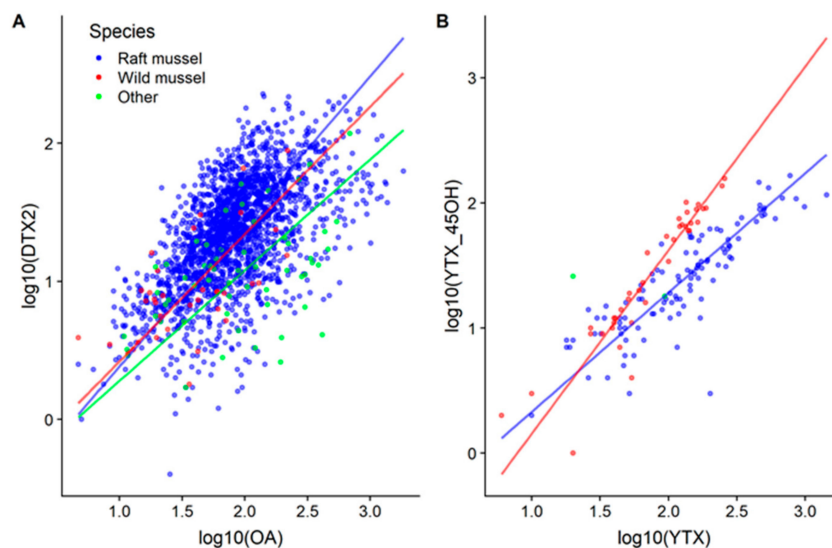 A
Species
Raft mussel
Wild mussel
Other
log10(DTX2)
2
1
0
1.0 1.5 2.0 2.5 3.0
log10(OA)
B
log10(YTX_45OH)
3
2
1
0
1.0 1.5 2.0 2.5 3.0
log10(YTX)